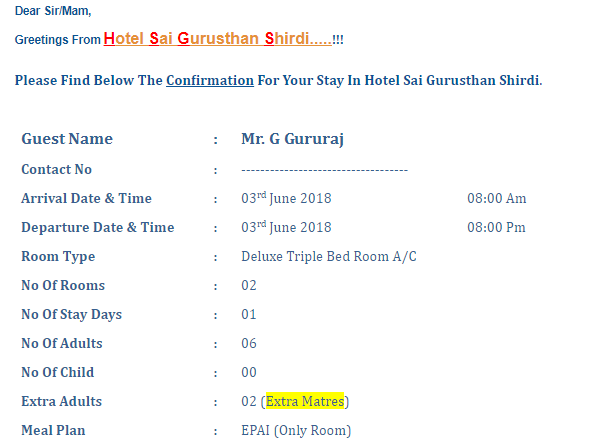 Dear Sir/Mam,
Greetings From Hotel Sai Gurusthan Shirdi.....!!!
Please Find Below The Confirmation For Your Stay In Hotel Sai Gurusthan Shirdi.
Guest Name : Mr. G Gururaj
Contact No : -----------------------------------
Arrival Date & Time : 03rd June 2018 08:00 Am
Departure Date & Time : 03rd June 2018 08:00 Pm
Room Type : Deluxe Triple Bed Room A/C
No Of Rooms : 02
No Of Stay Days : 01
No Of Adults : 06
No Of Child : 00
Extra Adults : 02 (Extra Matres)
Meal Plan : EPAI (Only Room)